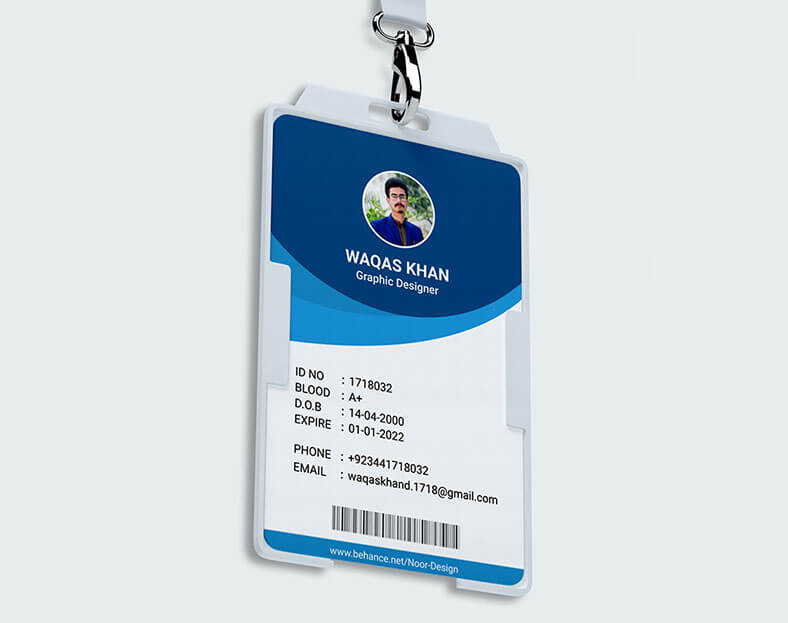 WAQAS KHAN
Graphic Designer
ID NO : 1718032
BLOOD : A+
D.O.B : 14-04-2000
EXPIRE : 01-01-2022
PHONE : +923441718032
EMAIL : waqaskhand.1718@gmail.com
www.behance.net/Noor-Design